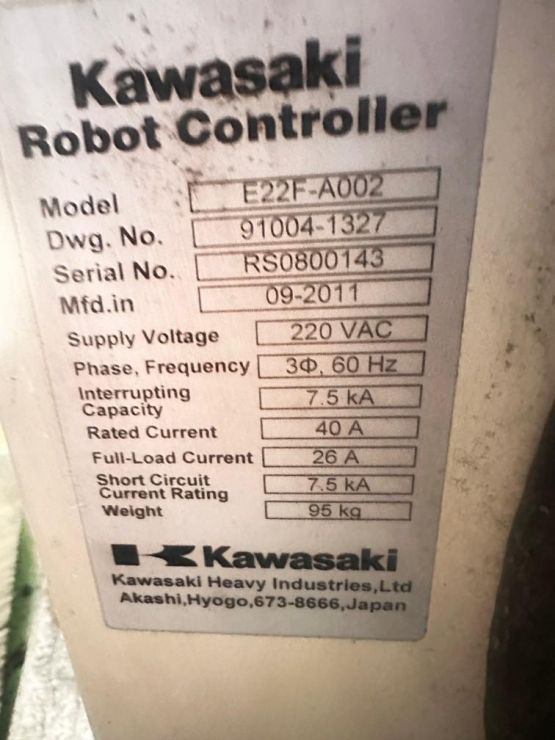 Kawasaki
Robot Controller
Model E22F-A002
Dwg. No. 91004-1327
Serial No. RS0800143
Mfd.in 09-2011
Supply Voltage 220 VAC
Phase, Frequency 3Φ, 60 Hz
Interrupting
Capacity 7.5 kA
Rated Current 40 A
Full-Load Current 26 A
Short Circuit
Current Rating 7.5 kA
Weight 95 kg
Kawasaki
Kawasaki Heavy Industries,Ltd
Akashi,Hyogo,673-8666,Japan